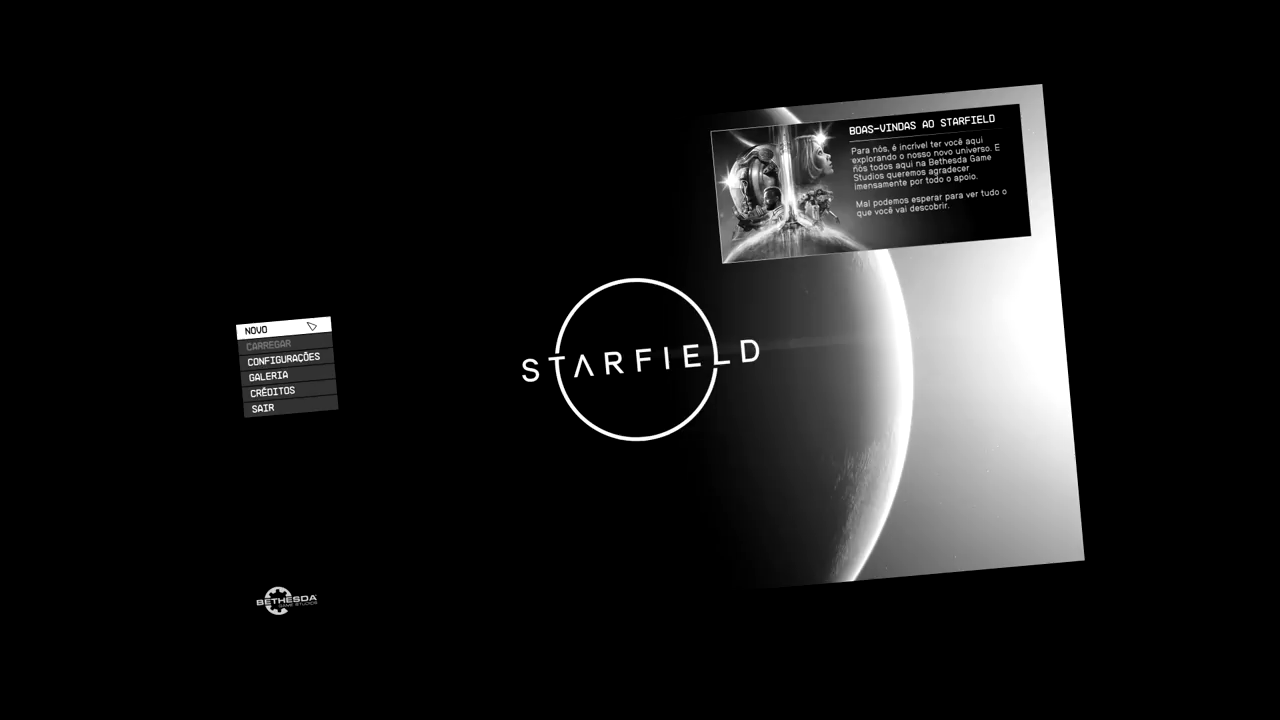 BOAS-VINDAS AO STARFIELD
Para nós, é incrível ter você aqui
explorando o nosso novo universo. E
nós todos aqui na Bethesda Game
Studios queremos agradecer
imensamente por todo o apoio.
Mal podemos esperar para ver tudo o
que você vai descobrir.
NOVO
CARREGAR
CONFIGURAÇÕES
GALERIA
CRÉDITOS
SAIR
STARFIELD
BETHESDA
GAME STUDIOS